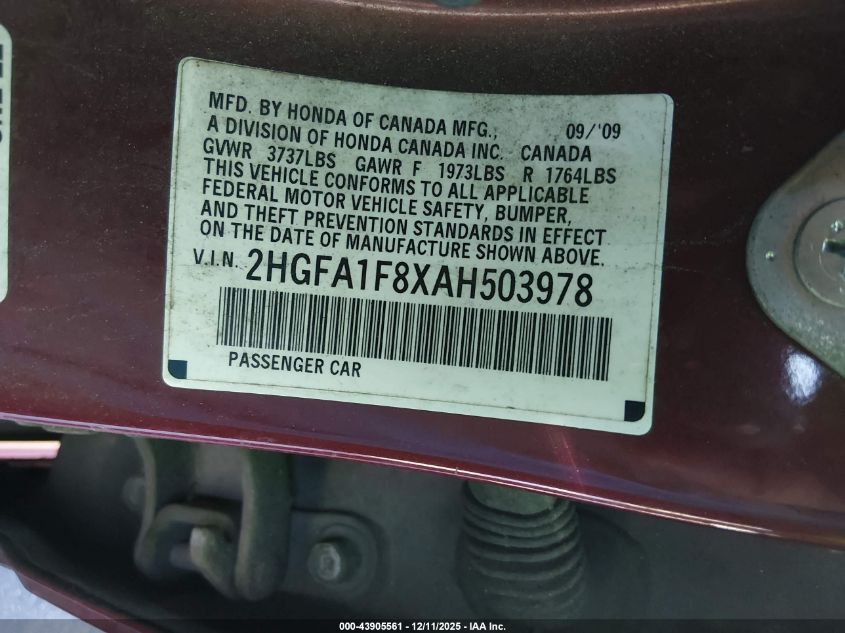 MFD. BY HONDA OF CANADA MFG., 09/'09
A DIVISION OF HONDA CANADA INC. CANADA
GVWR 3737LBS GAWR F 1973LBS R 1764LBS
THIS VEHICLE CONFORMS TO ALL APPLICABLE
FEDERAL MOTOR VEHICLE SAFETY, BUMPER,
AND THEFT PREVENTION STANDARDS IN EFFECT
ON THE DATE OF MANUFACTURE SHOWN ABOVE.
V.I.N. 2HGFA1F8XAH503978
PASSENGER CAR
000-43905561 - 12/11/2025 - IAA Inc.